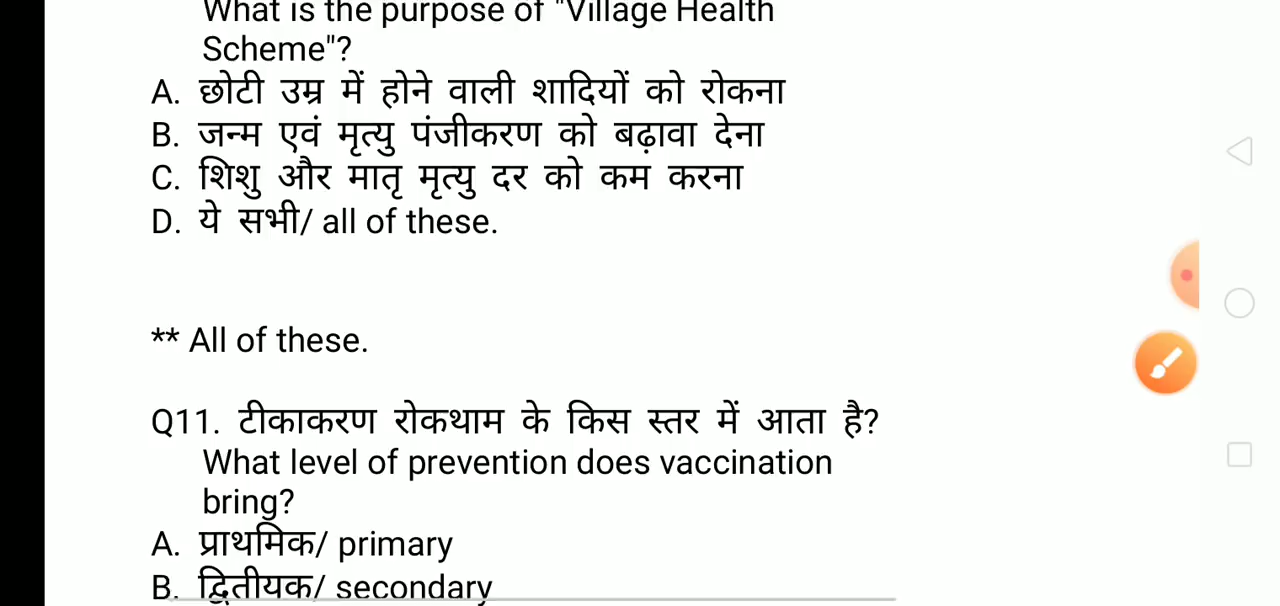 What is the purpose of "Village Health
Scheme"?
A. छोटी उम्र में होने वाली शादियों को रोकना
B. जन्म एवं मृत्यु पंजीकरण को बढ़ावा देना
C. शिशु और मातृ मृत्यु दर को कम करना
D. ये सभी/ all of these.
** All of these.
Q11. टीकाकरण रोकथाम के किस स्तर में आता है?
What level of prevention does vaccination
bring?
A. प्राथमिक/ primary
B. द्वितीयक/ secondary